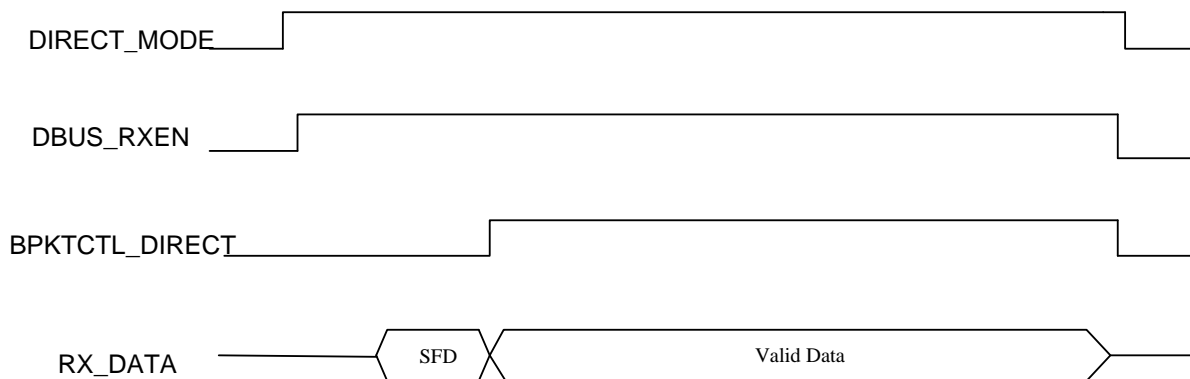 DIRECT_MODE
DBUS_RXEN
BPKTCTL_DIRECT
RX_DATA SFD Valid Data